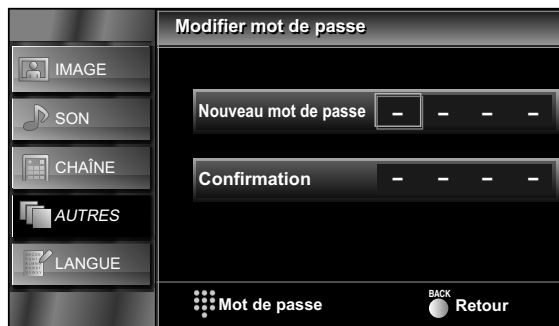 Modifier mot de passe
IMAGE
SON
CHAÎNE
AUTRES
LANGUE
Nouveau mot de passe – – – –
Confirmation – – – –
Mot de passe
BACK
Retour